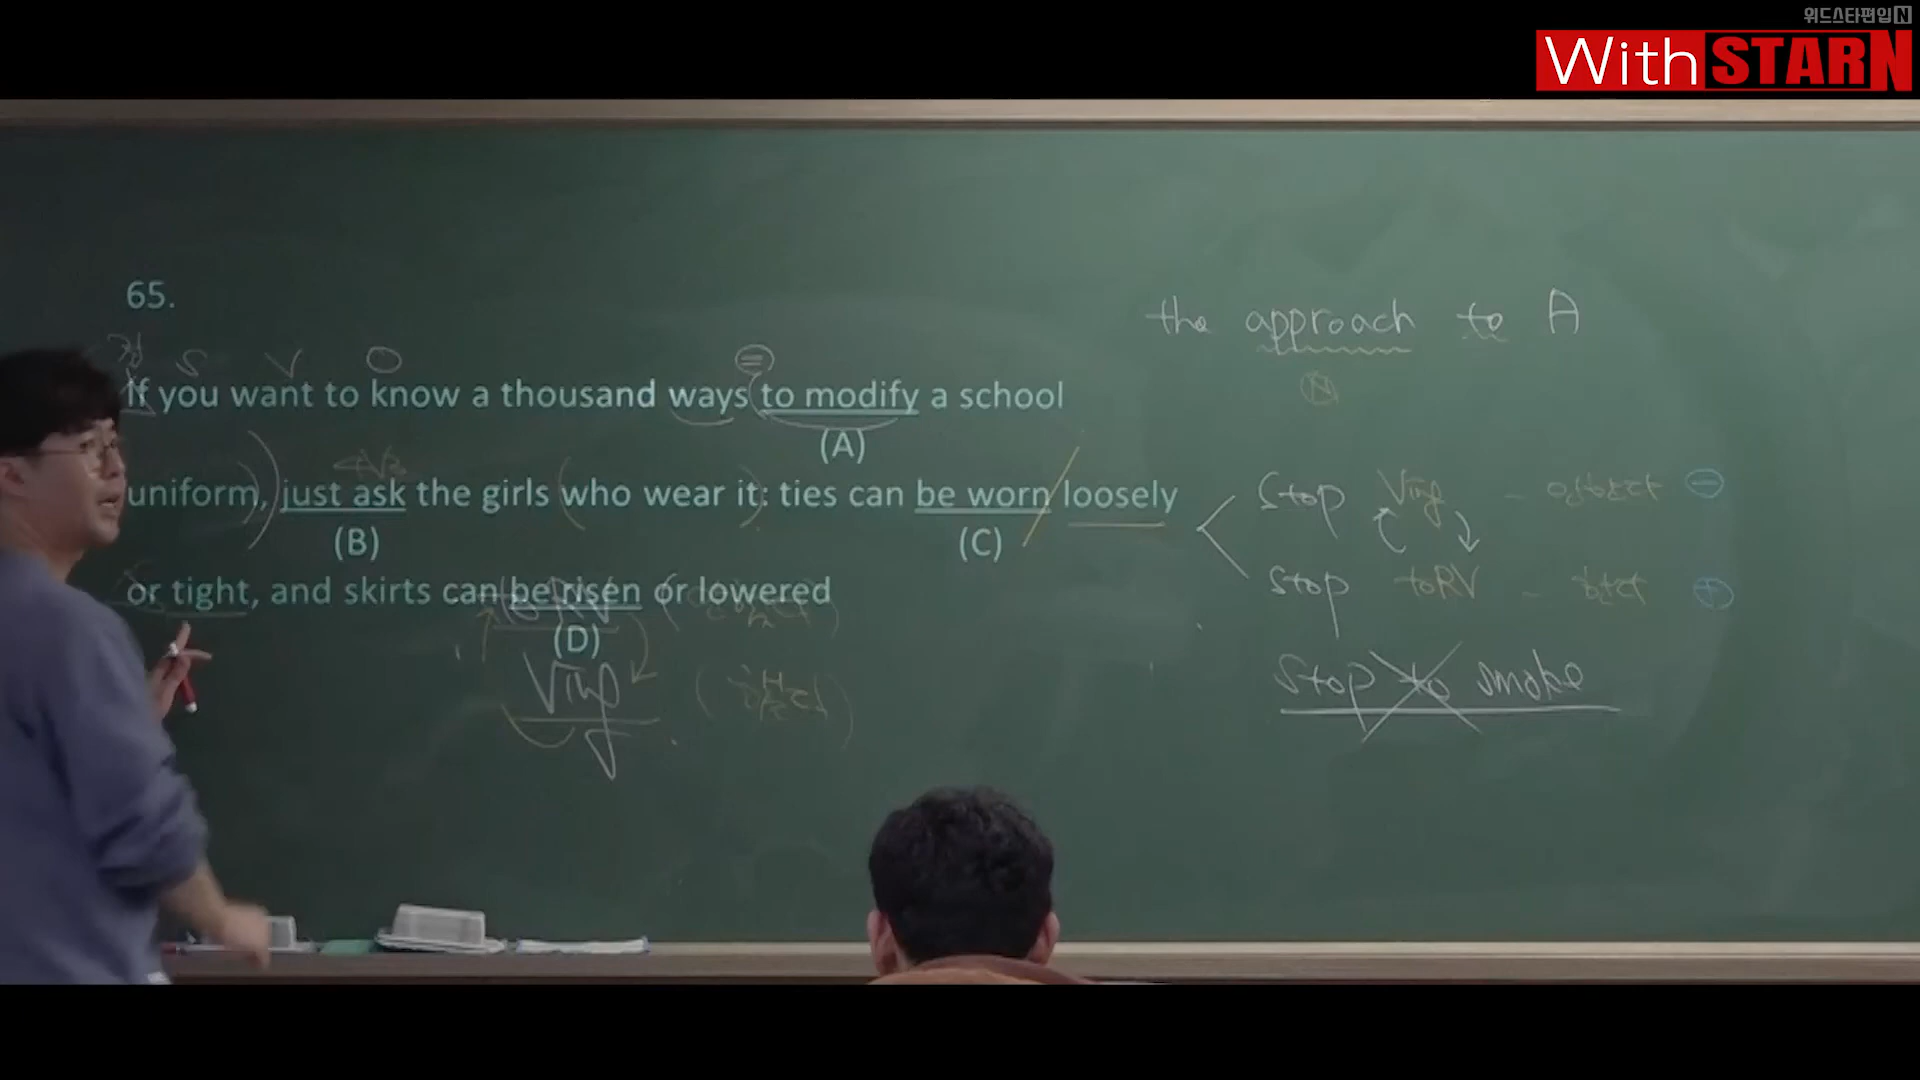 위드스타편입N
With STARN
65.
the approach to A
N
S V O =
If you want to know a thousand ways to modify a school
(A)
uniform), just ask the girls who wear it: ties can be worn / loosely
(B) (C)
Stop Ving -
or tight, and skirts can be risen or lowered
(D)
Stop toRV -
toRV
Ving
Stop to smoke